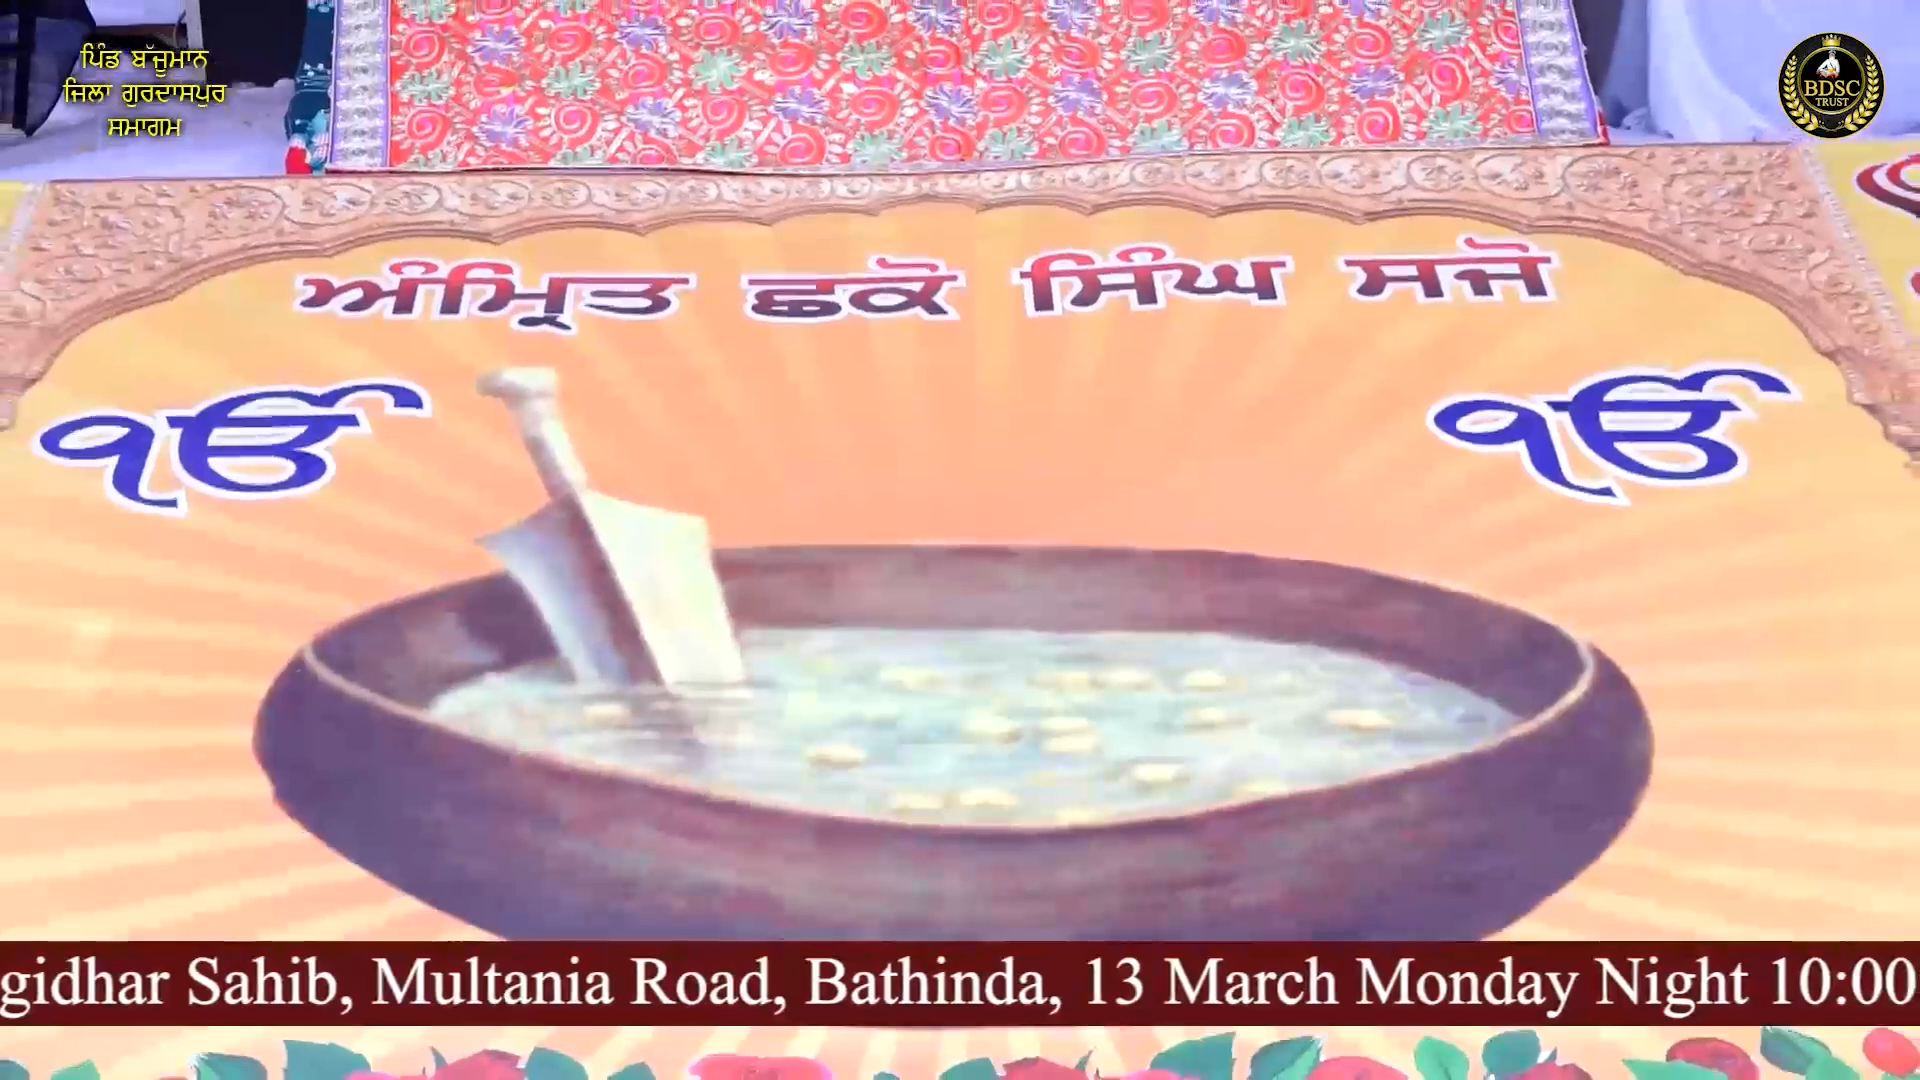 ਪਿੰਡ ਬੱਜੂਮਾਨ
ਜਿਲਾ ਗੁਰਦਾਸਪੁਰ
ਸਮਾਗਮ
BDSC
TRUST
ਅੰਮ੍ਰਿਤ ਛਕੋ ਸਿੰਘ ਸਜੋ
ੴ ੴ
gidhar Sahib, Multania Road, Bathinda, 13 March Monday Night 10:00